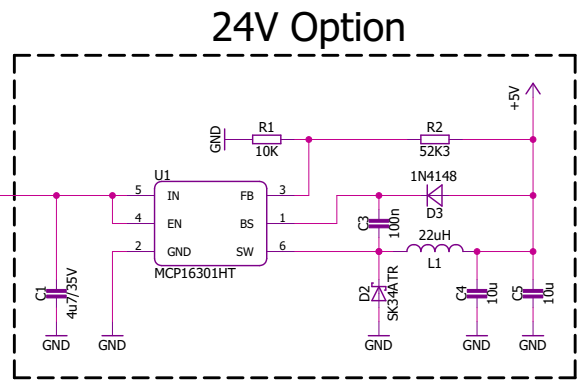 24V Option
+5V
GND
R1
10K
R2
52K3
U1
5
IN
FB
3
4
EN
BS
1
2
GND
SW
6
MCP16301HT
1N4148
D3
C3
100n
22uH
L1
C1
4u7/35V
D2
SK34ATR
C4
10u
C5
10u
GND
GND
GND
GND
GND